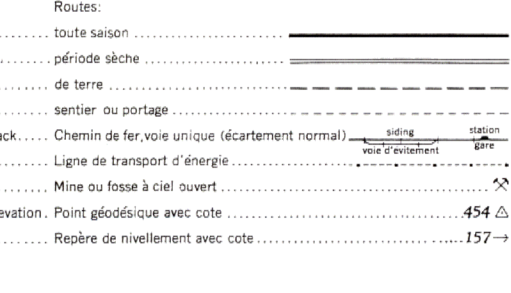 Routes:
........ toute saison .........................
........ période sèche .......................
........ de terre ..............................
........ sentier ou portage ..................
ack..... Chemin de fer,voie unique (écartement normal) siding station
voie d'évitement gare
........ Ligne de transport d'énergie ....................
........ Mine ou fosse à ciel ouvert ..........................................
evation. Point géodésique avec cote .................................... 454
........ Repère de nivellement avec cote ............................... 157→